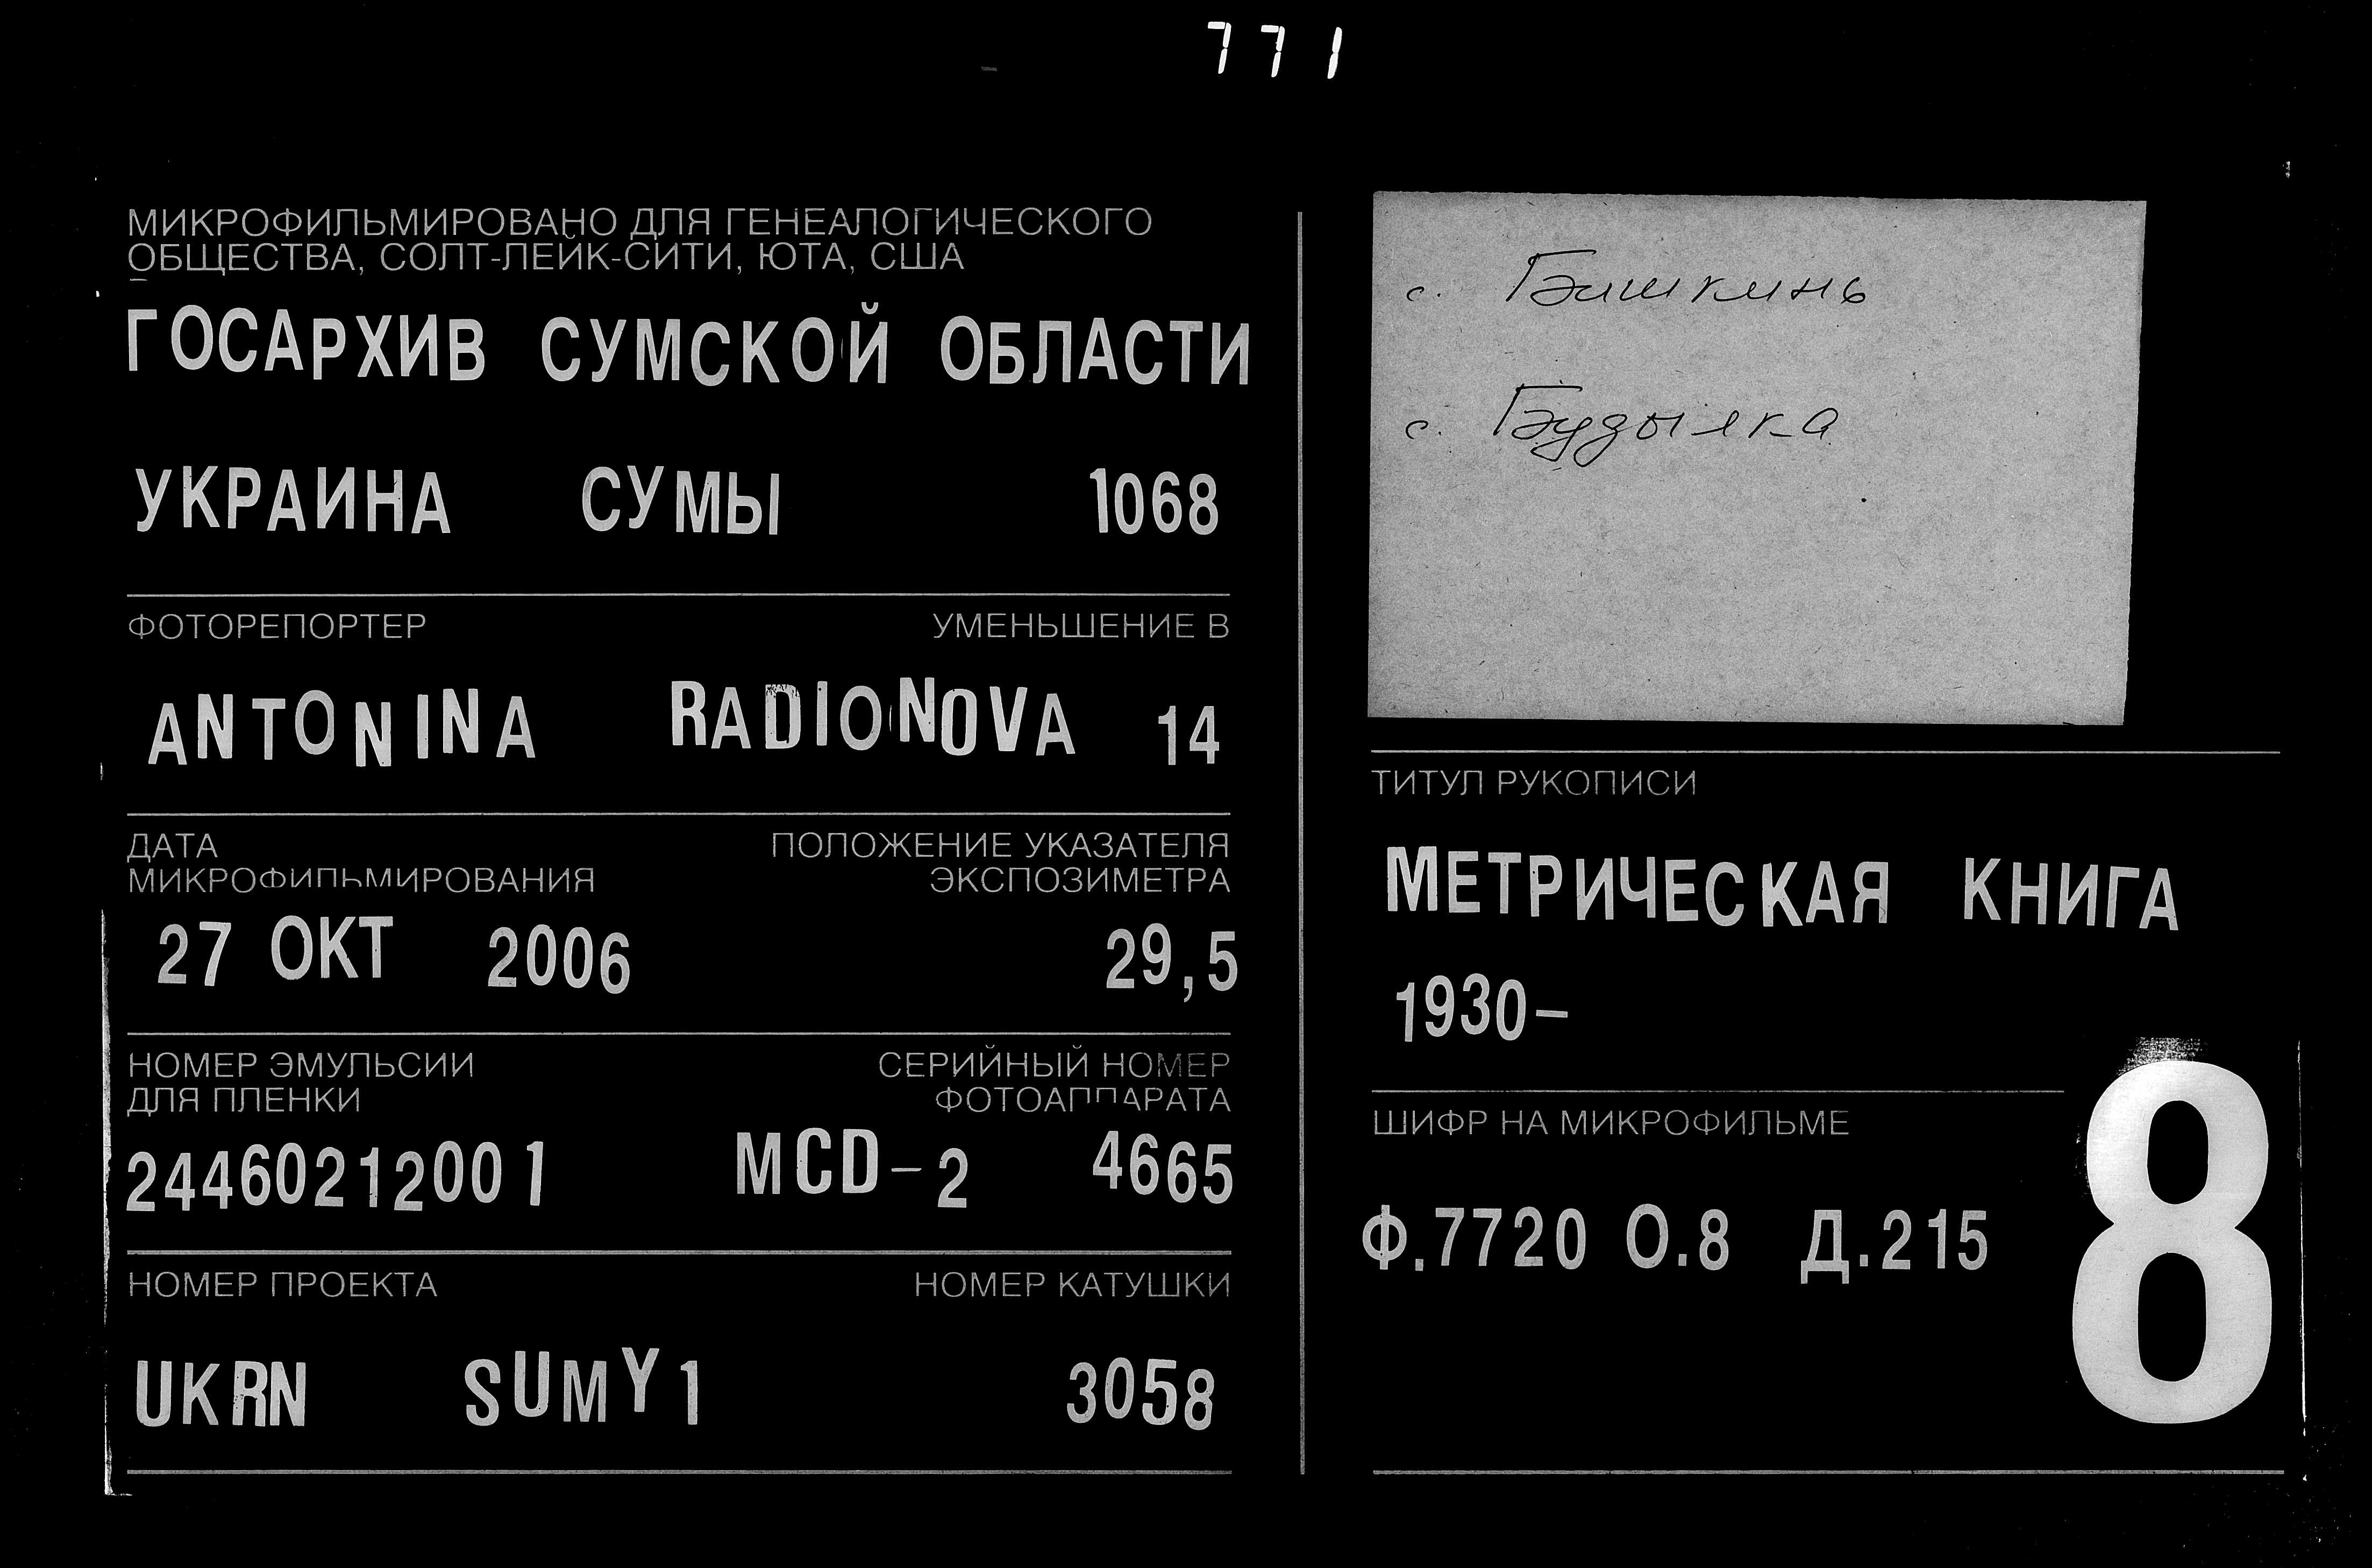 771
МИКРОФИЛЬМИРОВАНО ДЛЯ ГЕНЕАЛОГИЧЕСКОГО
ОБЩЕСТВА, СОЛТ-ЛЕЙК-СИТИ, ЮТА, США
ГОСАРХИВ СУМСКОЙ ОБЛАСТИ
УКРАИНА СУМЫ 1068
ФОТОРЕПОРТЕР УМЕНЬШЕНИЕ В
ANTONINA RADIONOVA 14
ДАТА
МИКРОФИЛЬМИРОВАНИЯ
ПОЛОЖЕНИЕ УКАЗАТЕЛЯ
ЭКСПОЗИМЕТРА
27 ОКТ 2006 29,5
НОМЕР ЭМУЛЬСИИ
ДЛЯ ПЛЕНКИ
СЕРИЙНЫЙ НОМЕР
ФОТОАППАРАТА
24460212001 MCD-2 4665
НОМЕР ПРОЕКТА НОМЕР КАТУШКИ
UKRN SUMY1 3058
с. Бишкинь
с. Будылка
ТИТУЛ РУКОПИСИ
МЕТРИЧЕСКАЯ КНИГА
1930-
ШИФР НА МИКРОФИЛЬМЕ
Ф.7720 О.8 Д.215
8